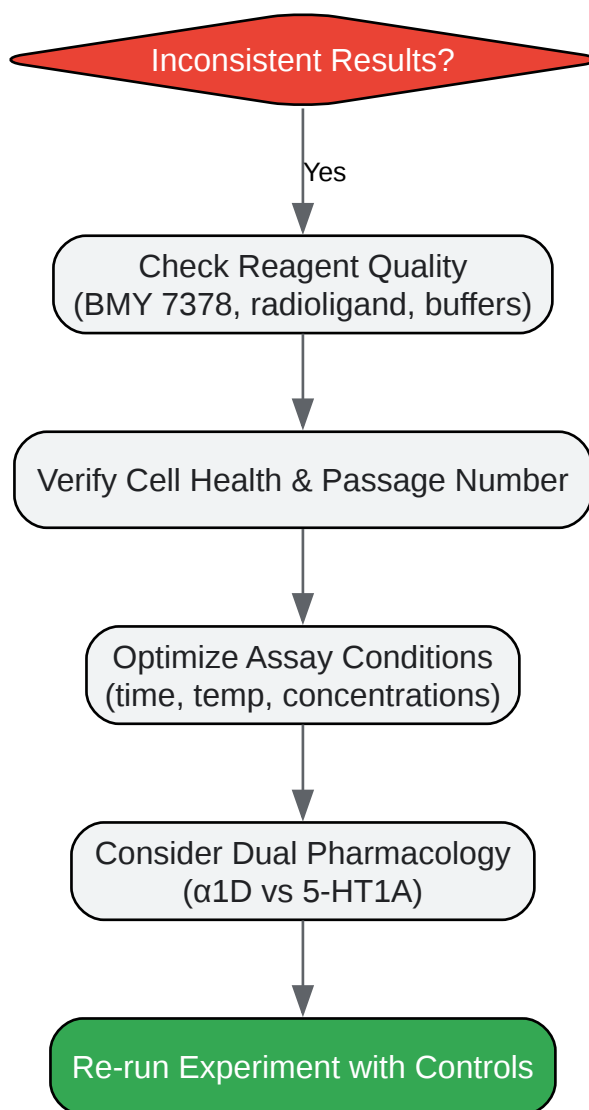 Inconsistent Results?
Yes
Check Reagent Quality
(BMY 7378, radioligand, buffers)
Verify Cell Health & Passage Number
Optimize Assay Conditions
(time, temp, concentrations)
Consider Dual Pharmacology
(α1D vs 5-HT1A)
Re-run Experiment with Controls